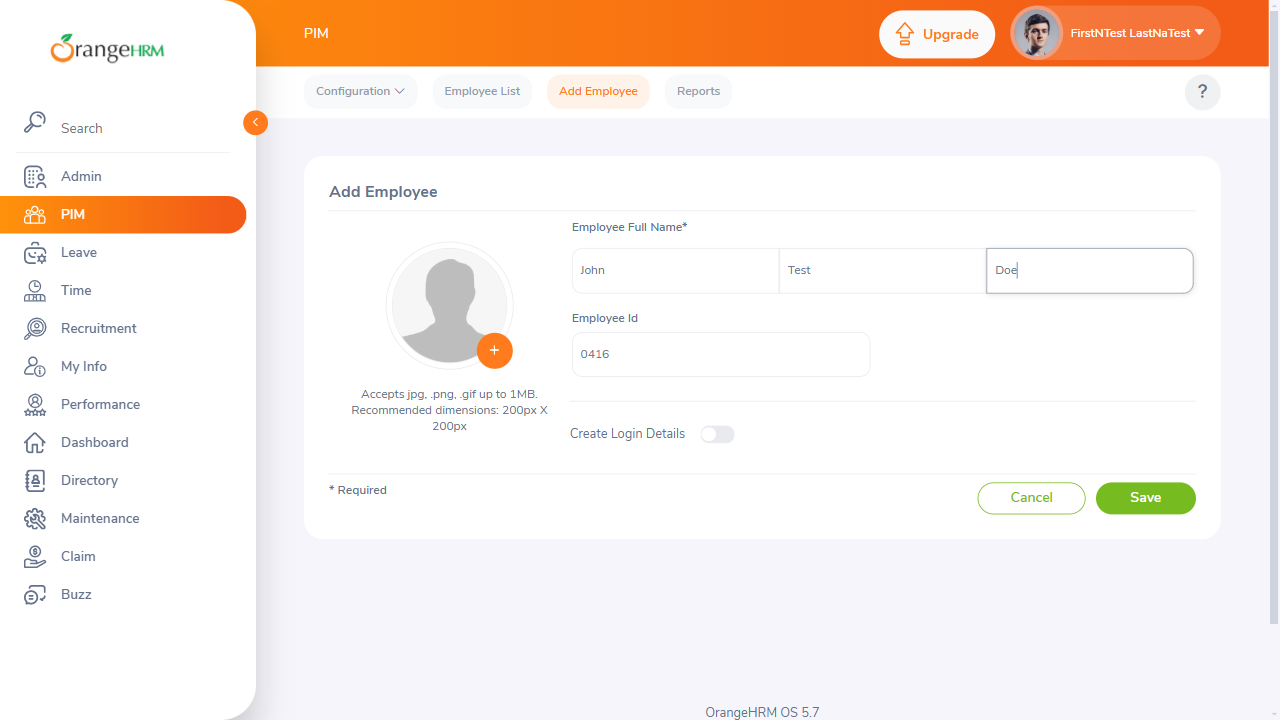 OrangeHRM
Search
Admin
PIM
Leave
Time
Recruitment
My Info
Performance
Dashboard
Directory
Maintenance
Claim
Buzz
PIM
Upgrade
FirstNTest LastNaTest
Configuration
Employee List
Add Employee
Reports
?
Add Employee
Employee Full Name*
John
Test
Doe
Employee Id
0416
+
Accepts jpg, .png, .gif up to 1MB.
Recommended dimensions: 200px X
200px
Create Login Details
* Required
Cancel
Save
OrangeHRM OS 5.7